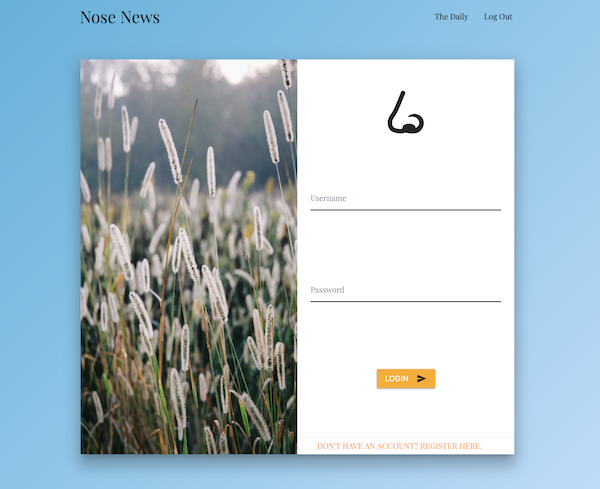 Nose News
The Daily
Log Out
Username
Password
LOGIN
DON'T HAVE AN ACCOUNT? REGISTER HERE.